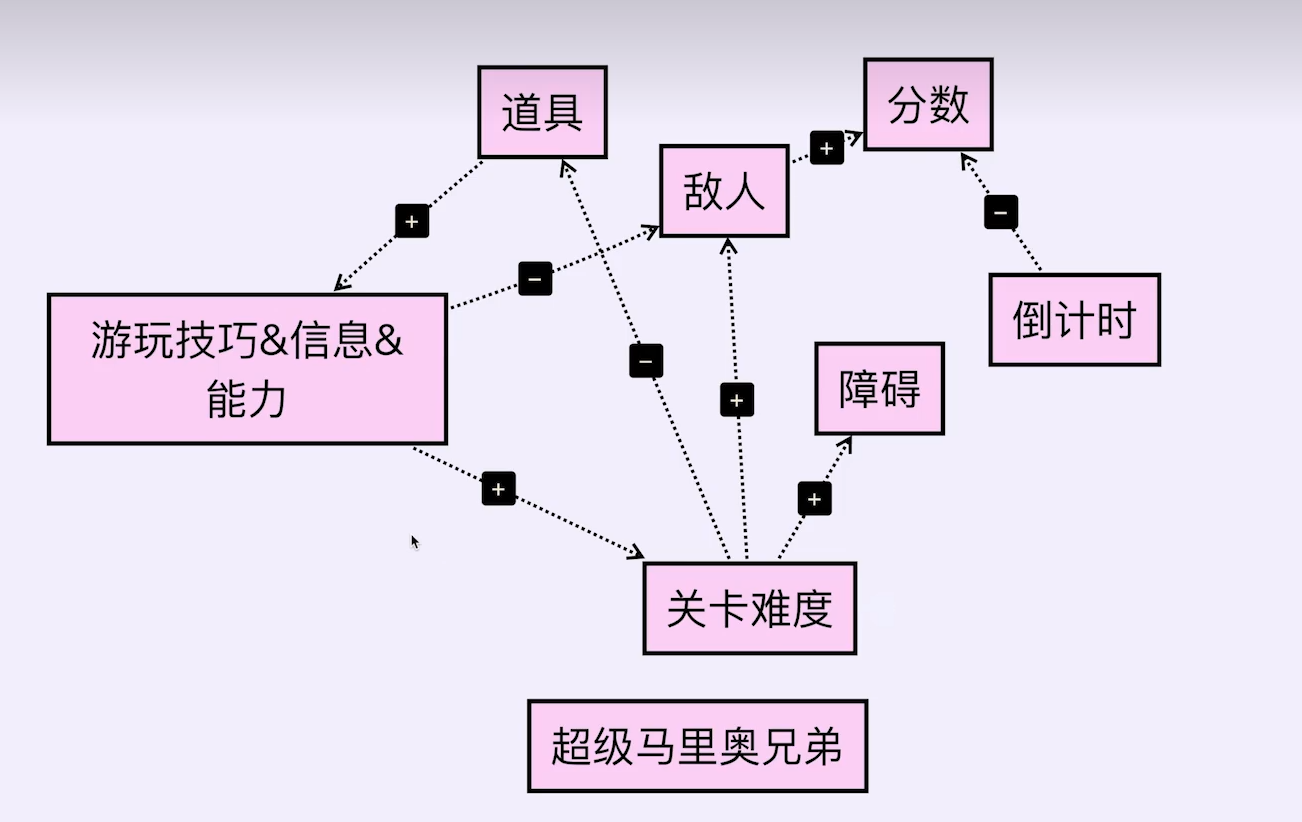 道具
分数
+
敌人
+
−
−
倒计时
游玩技巧&信息&
能力
−
障碍
+
+
+
关卡难度
超级马里奥兄弟